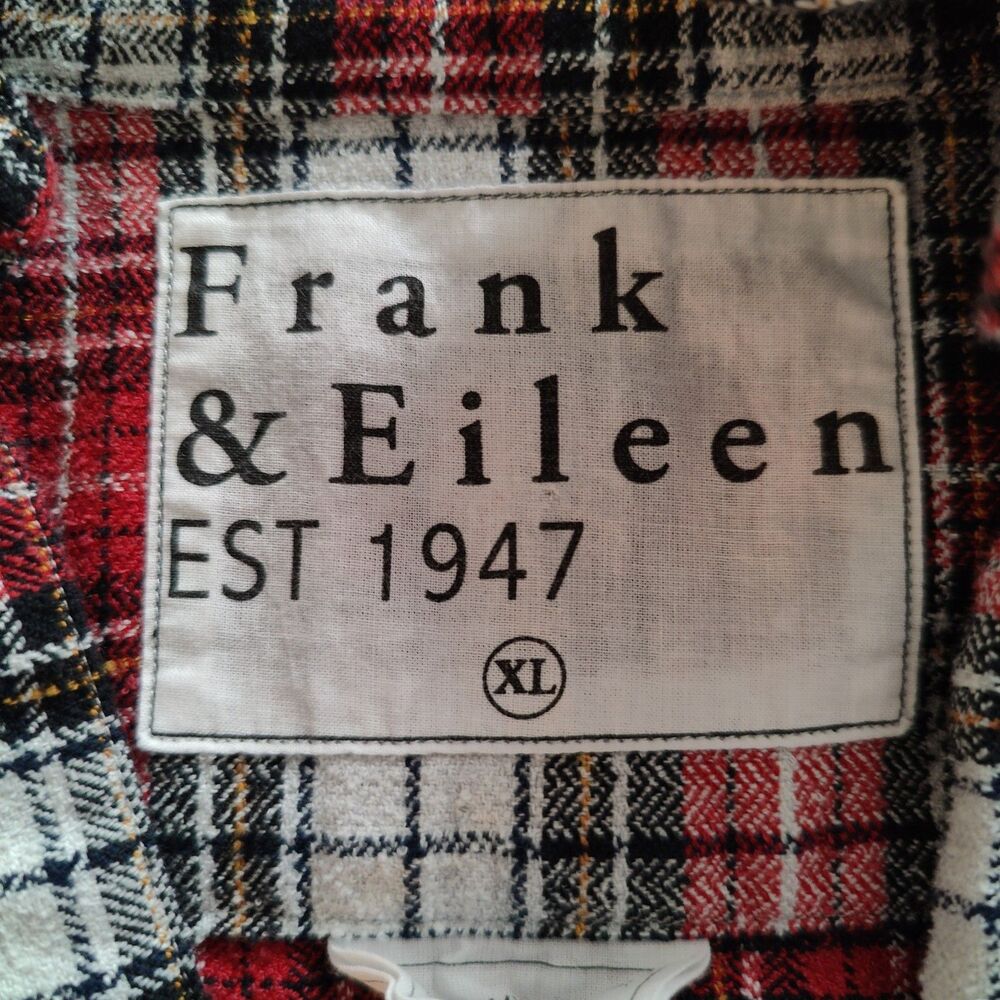 Frank
& Eileen
EST 1947
XL